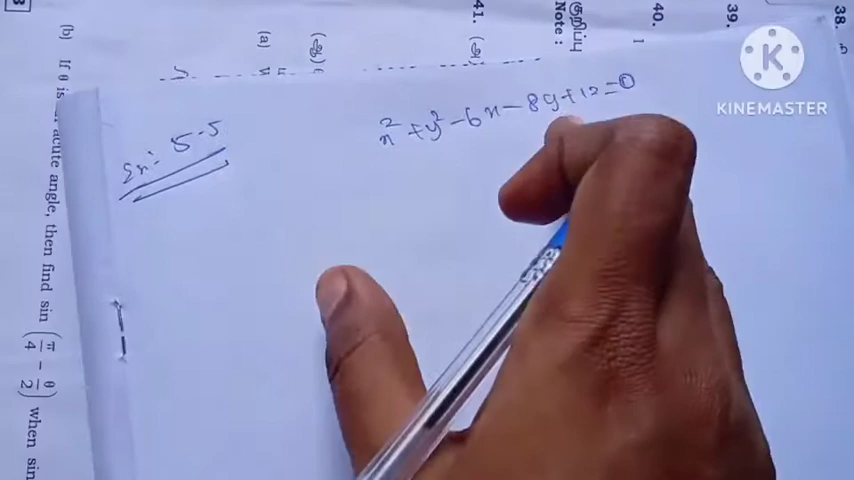 Ex:- 5.5
x² + y² - 6x - 8y + 12 = 0
(b) If θ is an acute angle, then find sin (π/4 - θ/2) when sin
(a)
(ஆ)
41.
(அ)
குறிப்பு
Note :
40.
39.
38.
KINEMASTER